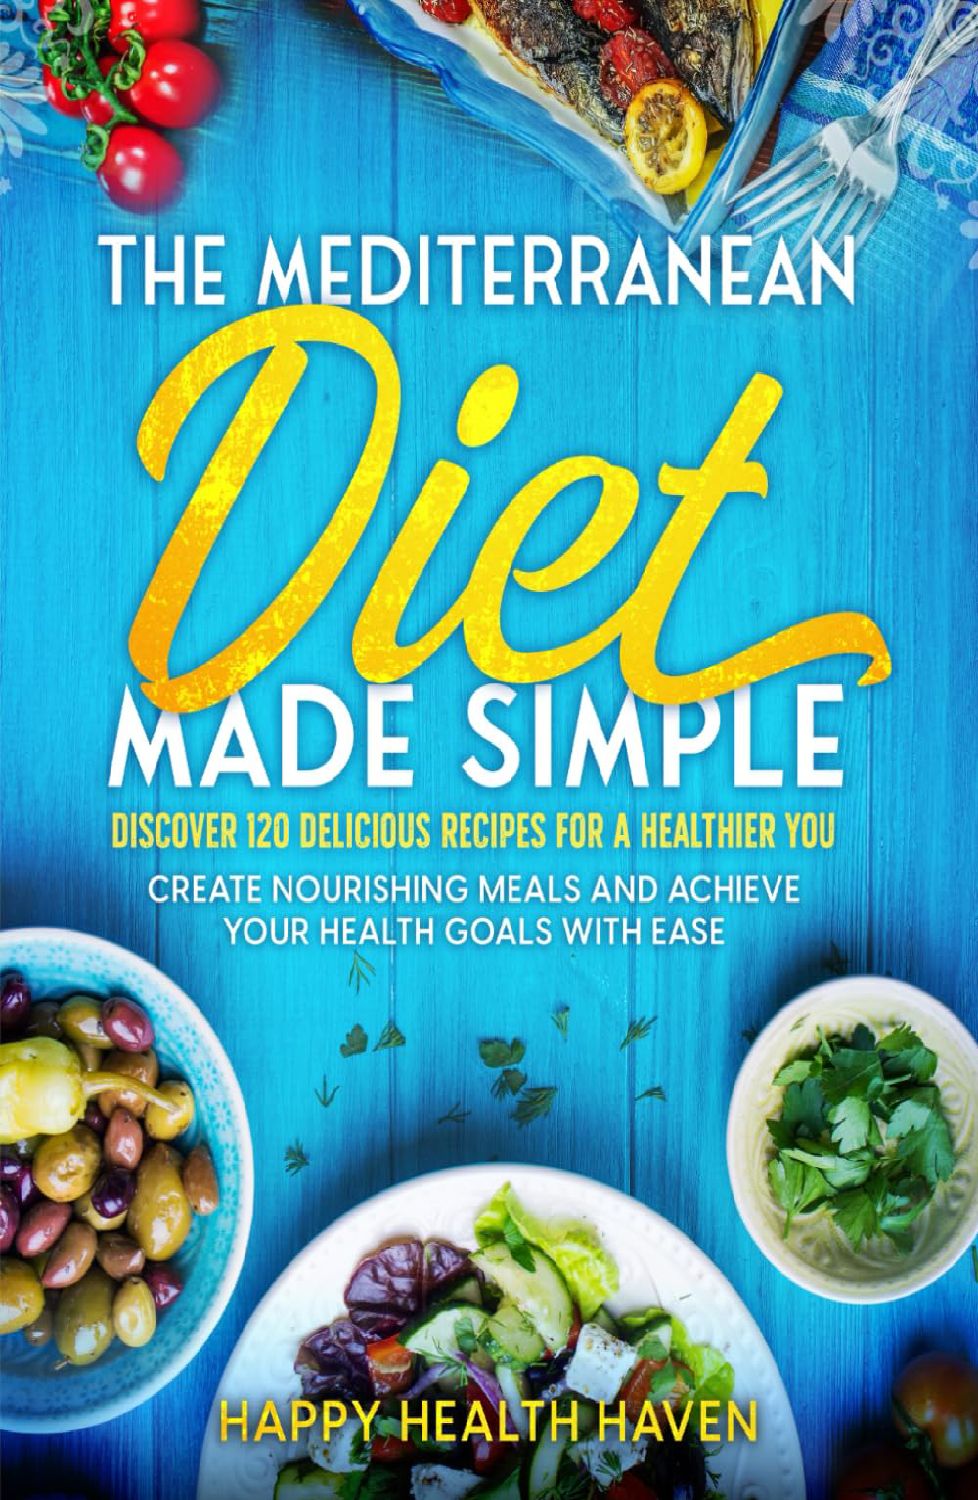 THE MEDITERRANEAN
Diet
MADE SIMPLE
DISCOVER 120 DELICIOUS RECIPES FOR A HEALTHIER YOU
CREATE NOURISHING MEALS AND ACHIEVE
YOUR HEALTH GOALS WITH EASE
HAPPY HEALTH HAVEN